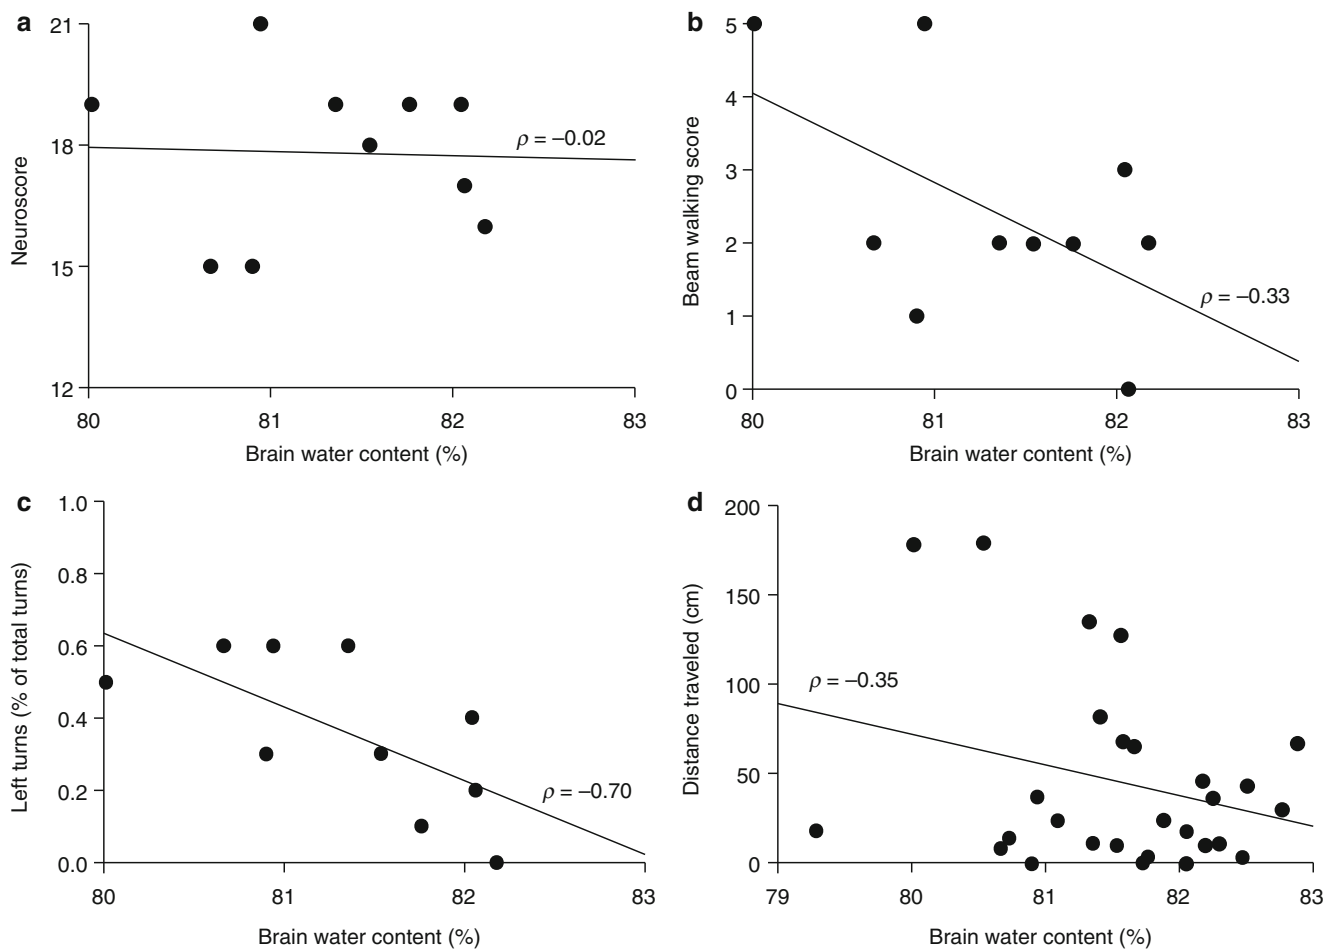 a
21
18
15
12
Neuroscore
ρ = –0.02
80 81 82 83
Brain water content (%)
b
5
4
3
2
1
0
Beam walking score
ρ = –0.33
80 81 82 83
Brain water content (%)
c
1.0
0.8
0.6
0.4
0.2
0.0
Left turns (% of total turns)
ρ = –0.70
80 81 82 83
Brain water content (%)
d
200
150
100
50
0
Distance traveled (cm)
ρ = –0.35
79 80 81 82 83
Brain water content (%)